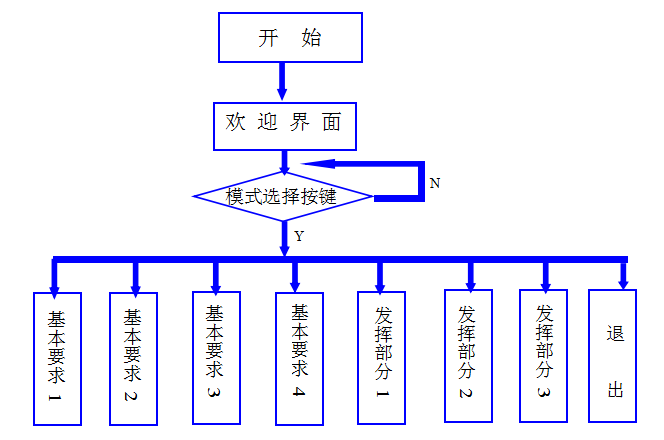 开 始
欢 迎 界 面
模式选择按键
N
Y
基本要求 1
基本要求 2
基本要求 3
基本要求 4
发挥部分 1
发挥部分 2
发挥部分 3
退 出